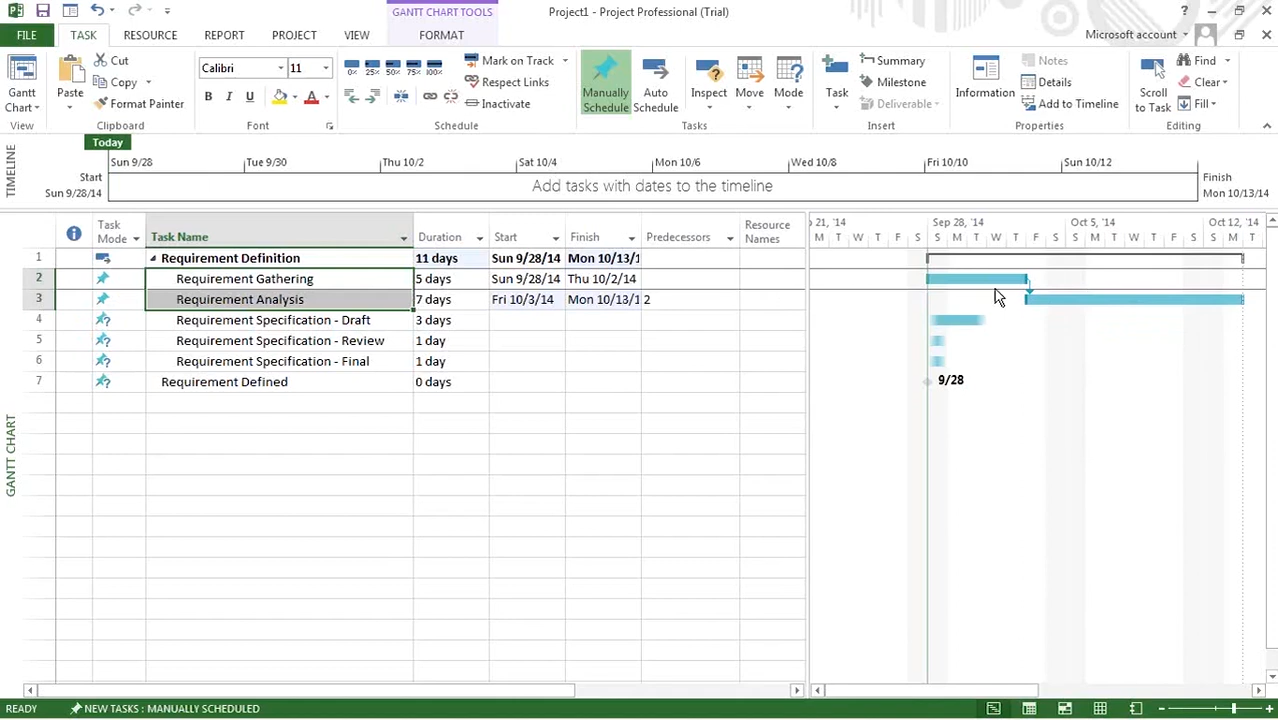 GANTT CHART TOOLS
Project1 - Project Professional (Trial)
FILE
TASK
RESOURCE
REPORT
PROJECT
VIEW
FORMAT
Microsoft account
Gantt Chart
View
Paste
Cut
Copy
Format Painter
Clipboard
Calibri
11
B I U
A
Font
0% 25% 50% 75% 100%
Mark on Track
Respect Links
Inactivate
Schedule
Manually Schedule
Auto Schedule
Inspect
Move
Mode
Tasks
Task
Summary
Milestone
Deliverable
Insert
Information
Notes
Details
Add to Timeline
Properties
Scroll to Task
Find
Clear
Fill
Editing
Today
TIMELINE
Start
Sun 9/28/14
Sun 9/28
Tue 9/30
Thu 10/2
Sat 10/4
Mon 10/6
Wed 10/8
Fri 10/10
Sun 10/12
Add tasks with dates to the timeline
Finish
Mon 10/13/14
GANTT CHART
Task Mode
Task Name
Duration
Start
Finish
Predecessors
Resource Names
21, '14
Sep 28, '14
Oct 5, '14
Oct 12, '14
M T W T F S S M T W T F S S M T W T F S S M T
1 Requirement Definition 11 days Sun 9/28/14 Mon 10/13/1
2 Requirement Gathering 5 days Sun 9/28/14 Thu 10/2/14
3 Requirement Analysis 7 days Fri 10/3/14 Mon 10/13/1 2
4 Requirement Specification - Draft 3 days
5 Requirement Specification - Review 1 day
6 Requirement Specification - Final 1 day
7 Requirement Defined 0 days
9/28
READY
NEW TASKS : MANUALLY SCHEDULED